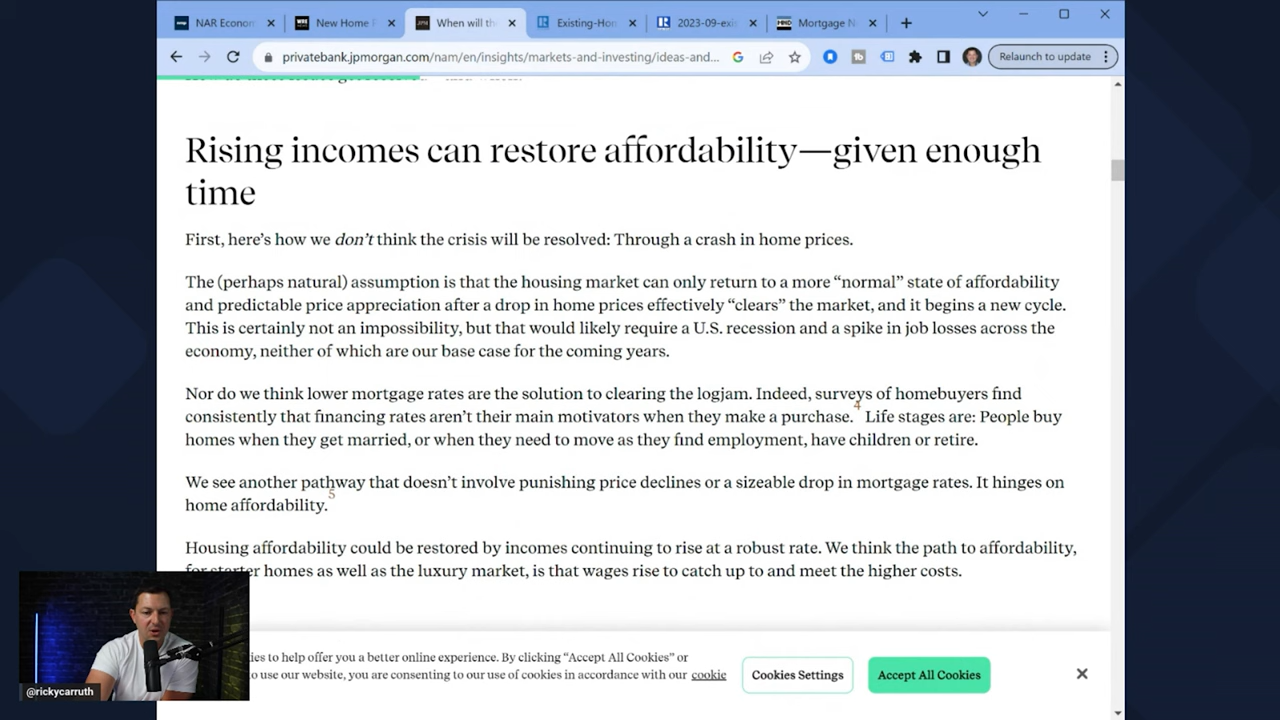 NAR Econom
New Home P
When will th
Existing-Hon
2023-09-exi
Mortgage N
privatebank.jpmorgan.com/nam/en/insights/markets-and-investing/ideas-and...
Relaunch to update
Rising incomes can restore affordability—given enough
time
First, here's how we don't think the crisis will be resolved: Through a crash in home prices.
The (perhaps natural) assumption is that the housing market can only return to a more “normal” state of affordability
and predictable price appreciation after a drop in home prices effectively “clears” the market, and it begins a new cycle.
This is certainly not an impossibility, but that would likely require a U.S. recession and a spike in job losses across the
economy, neither of which are our base case for the coming years.
Nor do we think lower mortgage rates are the solution to clearing the logjam. Indeed, surveys of homebuyers find
consistently that financing rates aren't their main motivators when they make a purchase.4 Life stages are: People buy
homes when they get married, or when they need to move as they find employment, have children or retire.
We see another pathway that doesn't involve punishing price declines or a sizeable drop in mortgage rates. It hinges on
home affordability.5
Housing affordability could be restored by incomes continuing to rise at a robust rate. We think the path to affordability,
for starter homes as well as the luxury market, is that wages rise to catch up to and meet the higher costs.
ies to help offer you a better online experience. By clicking “Accept All Cookies” or
o use our website, you are consenting to our use of cookies in accordance with our cookie
Cookies Settings
Accept All Cookies
@rickycarruth